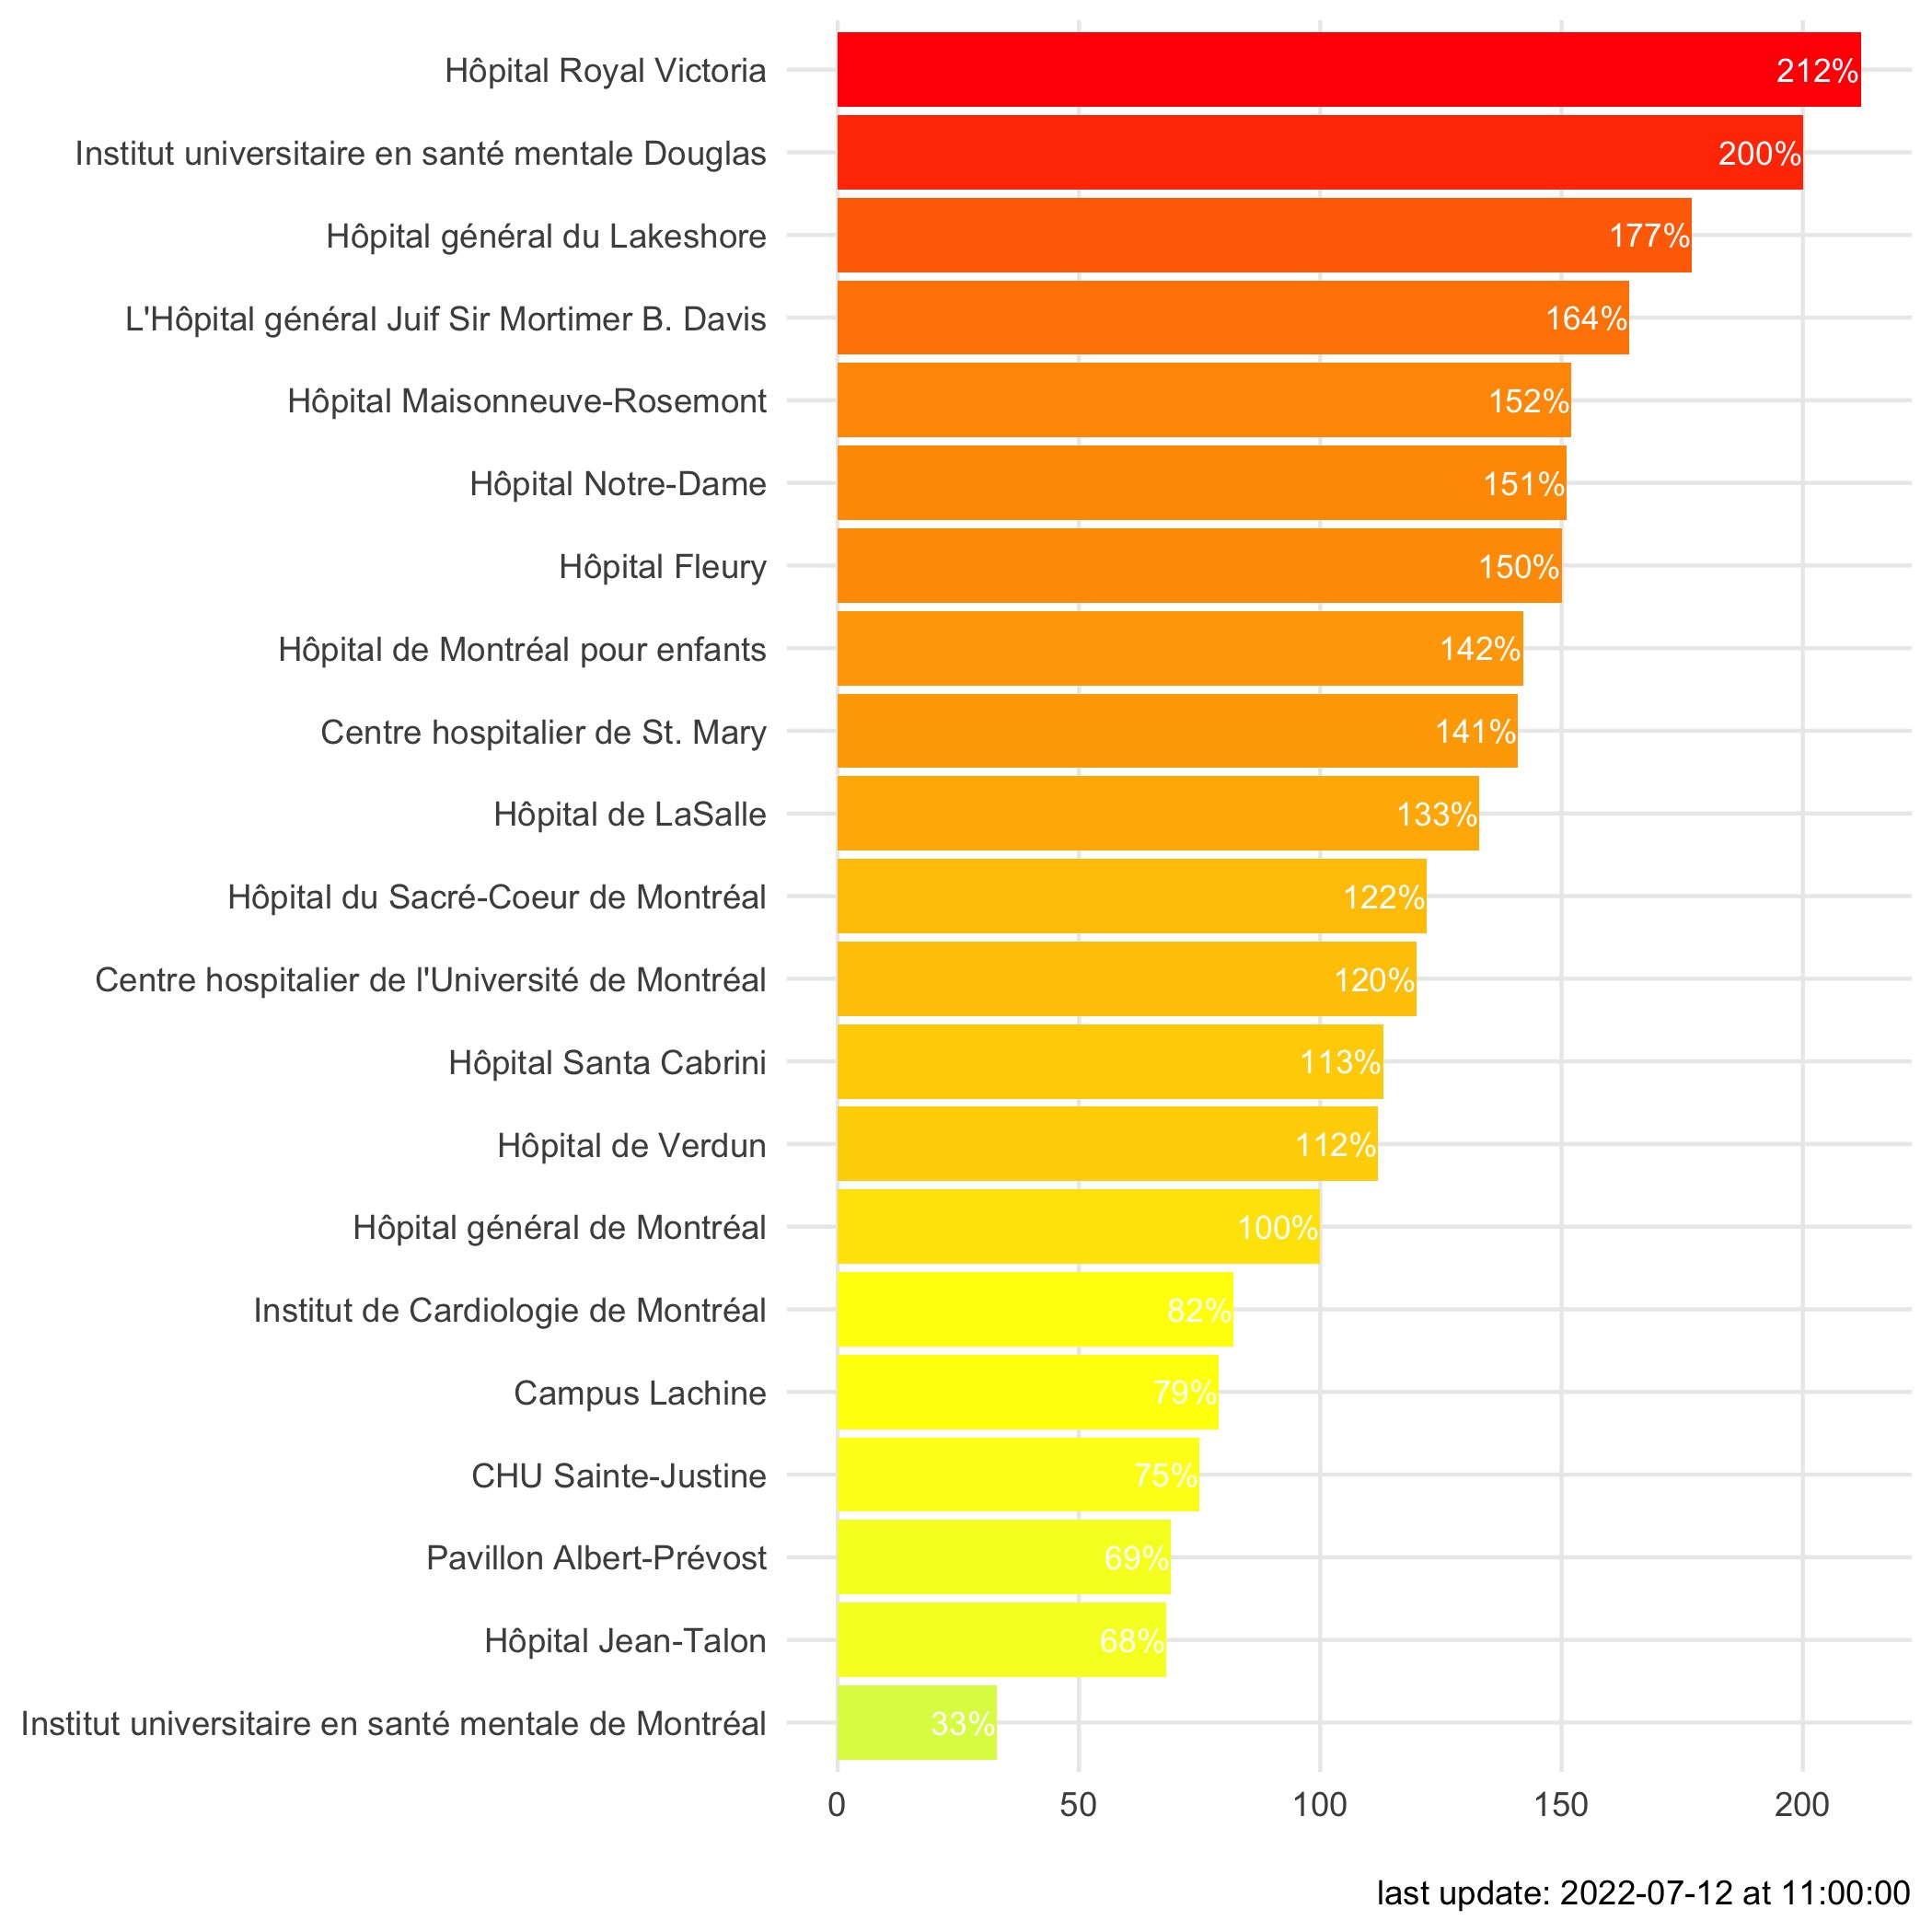 Hôpital Royal Victoria 212%
Institut universitaire en santé mentale Douglas 200%
Hôpital général du Lakeshore 177%
L'Hôpital général Juif Sir Mortimer B. Davis 164%
Hôpital Maisonneuve-Rosemont 152%
Hôpital Notre-Dame 151%
Hôpital Fleury 150%
Hôpital de Montréal pour enfants 142%
Centre hospitalier de St. Mary 141%
Hôpital de LaSalle 133%
Hôpital du Sacré-Coeur de Montréal 122%
Centre hospitalier de l'Université de Montréal 120%
Hôpital Santa Cabrini 113%
Hôpital de Verdun 112%
Hôpital général de Montréal 100%
Institut de Cardiologie de Montréal 82%
Campus Lachine 79%
CHU Sainte-Justine 75%
Pavillon Albert-Prévost 69%
Hôpital Jean-Talon 68%
Institut universitaire en santé mentale de Montréal 33%
0 50 100 150 200
last update: 2022-07-12 at 11:00:00